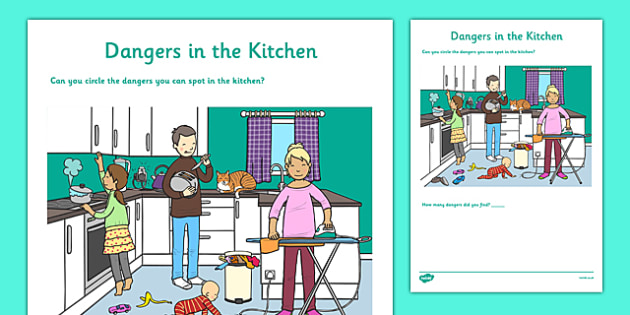 Dangers in the Kitchen
Can you circle the dangers you can spot in the kitchen?
Dangers in the Kitchen
Can you circle the dangers you can spot in the kitchen?
How many dangers did you find? ______